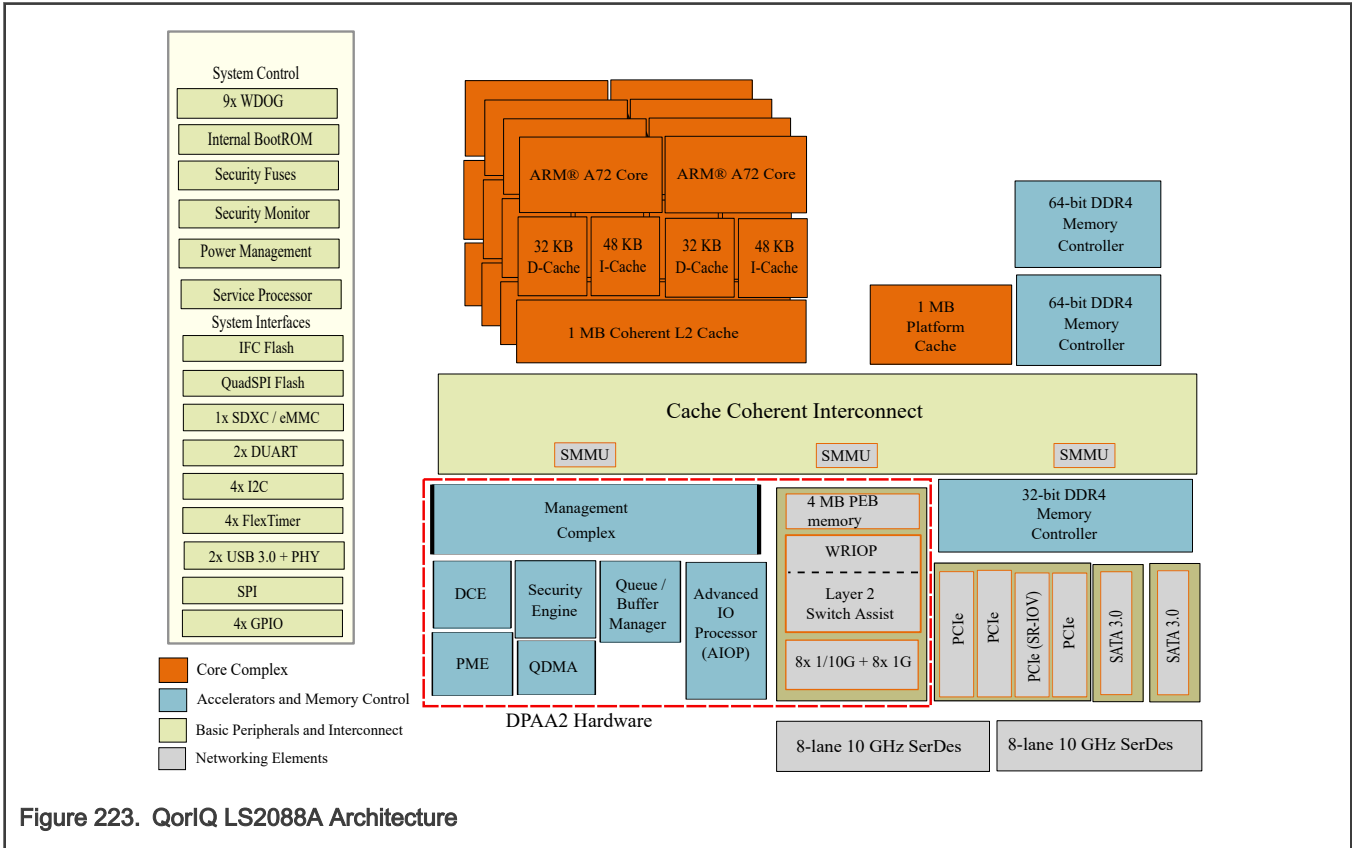 System Control
9x WDOG
Internal BootROM
Security Fuses
Security Monitor
Power Management
Service Processor
System Interfaces
IFC Flash
QuadSPI Flash
1x SDXC / eMMC
2x DUART
4x I2C
4x FlexTimer
2x USB 3.0 + PHY
SPI
4x GPIO
ARM® A72 Core
ARM® A72 Core
32 KB
D-Cache
48 KB
I-Cache
32 KB
D-Cache
48 KB
I-Cache
1 MB Coherent L2 Cache
64-bit DDR4
Memory
Controller
1 MB
Platform
Cache
64-bit DDR4
Memory
Controller
Cache Coherent Interconnect
SMMU
SMMU
SMMU
Management
Complex
DCE
Security
Engine
Queue /
Buffer
Manager
Advanced
IO
Processor
(AIOP)
PME
QDMA
4 MB PEB
memory
WRIOP
Layer 2
Switch Assist
8x 1/10G + 8x 1G
32-bit DDR4
Memory
Controller
PCIe
PCIe
PCIe (SR-IOV)
PCIe
SATA 3.0
SATA 3.0
DPAA2 Hardware
8-lane 10 GHz SerDes
8-lane 10 GHz SerDes
Core Complex
Accelerators and Memory Control
Basic Peripherals and Interconnect
Networking Elements
Figure 223. QorIQ LS2088A Architecture